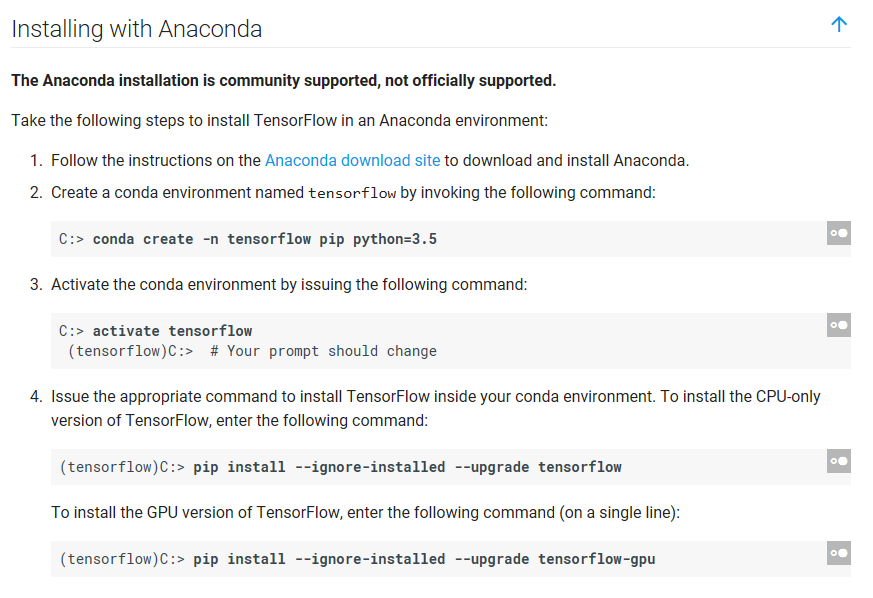 Installing with Anaconda
The Anaconda installation is community supported, not officially supported.
Take the following steps to install TensorFlow in an Anaconda environment:
1. Follow the instructions on the Anaconda download site to download and install Anaconda.
2. Create a conda environment named tensorflow by invoking the following command:
C:> conda create -n tensorflow pip python=3.5
3. Activate the conda environment by issuing the following command:
C:> activate tensorflow
(tensorflow)C:>  # Your prompt should change
4. Issue the appropriate command to install TensorFlow inside your conda environment. To install the CPU-only
version of TensorFlow, enter the following command:
(tensorflow)C:> pip install --ignore-installed --upgrade tensorflow
To install the GPU version of TensorFlow, enter the following command (on a single line):
(tensorflow)C:> pip install --ignore-installed --upgrade tensorflow-gpu